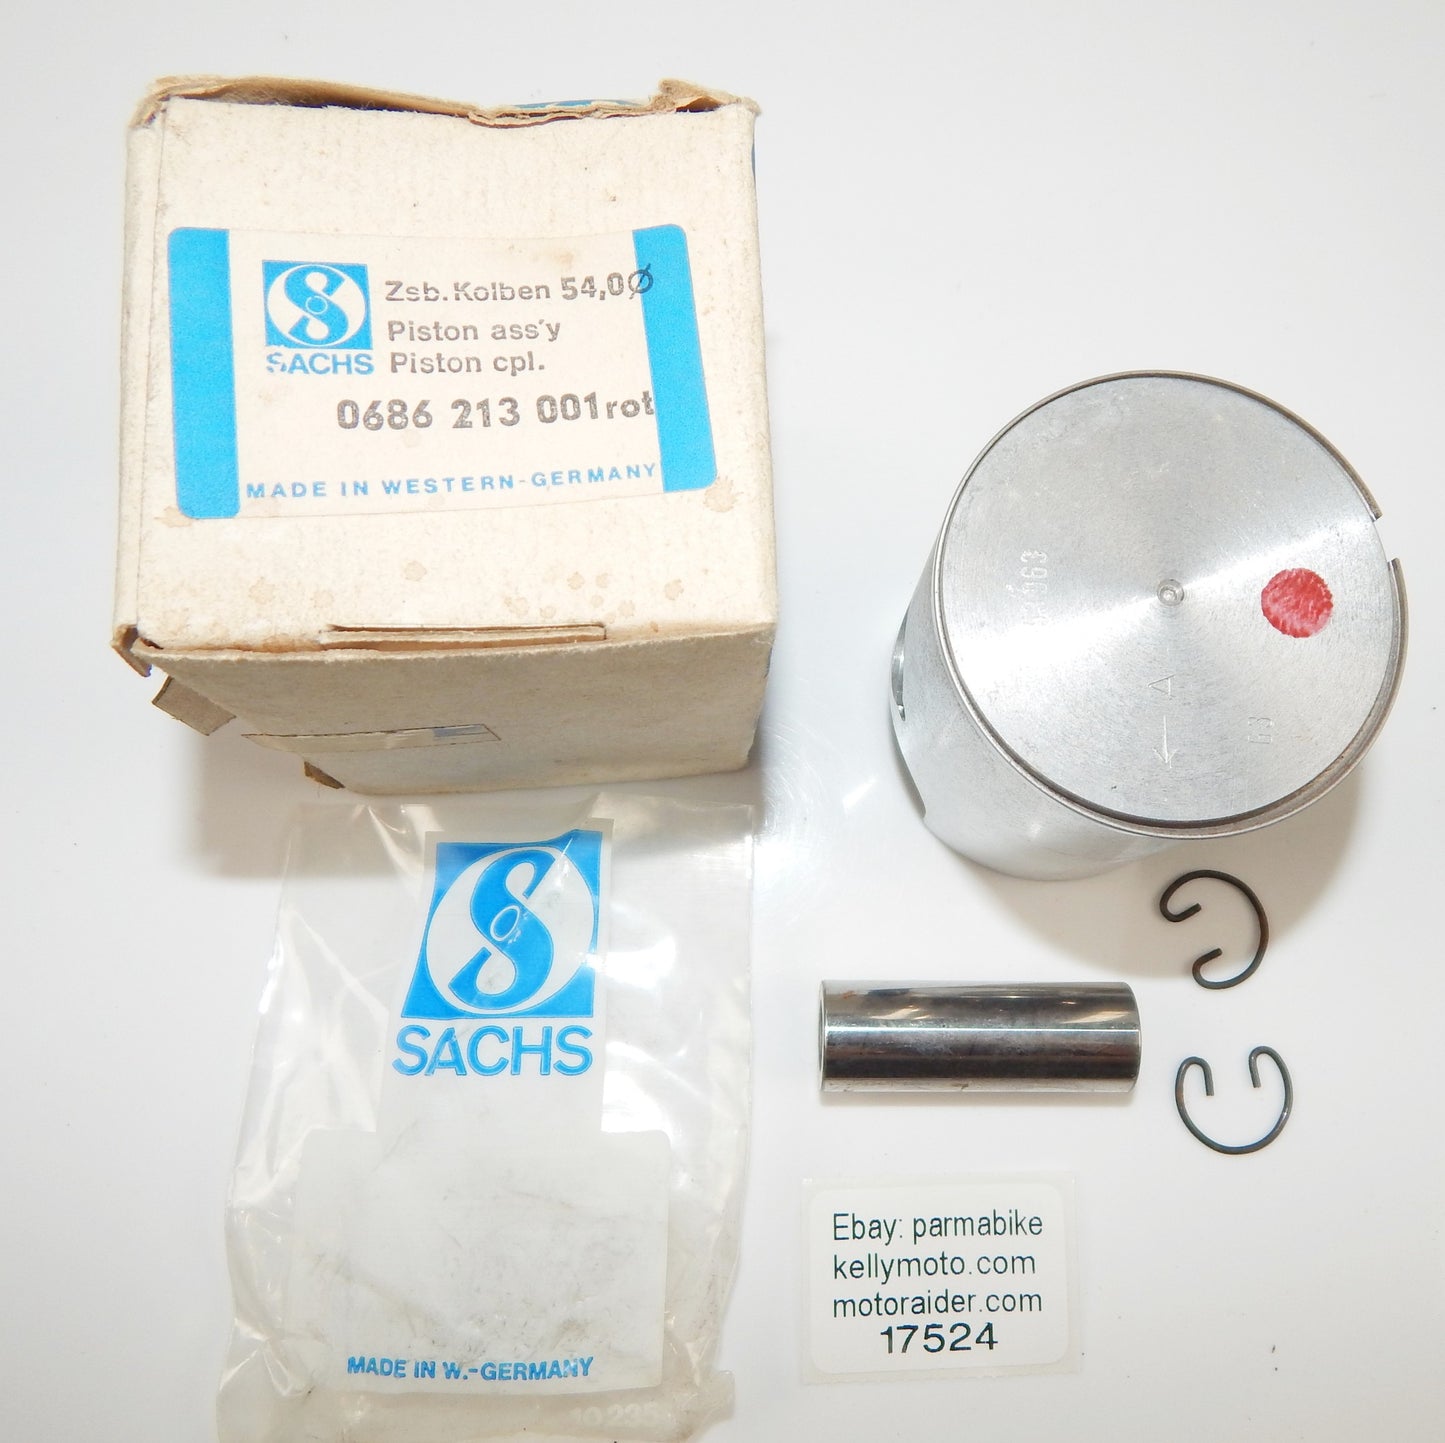 SACHS
Zsb. Kolben 54,0Ø
Piston ass'y
Piston cpl.
0686 213 001rot
MADE IN WESTERN-GERMANY
A
63
SACHS
MADE IN W.-GERMANY
Ebay: parmabike
kellymoto.com
motoraider.com
17524